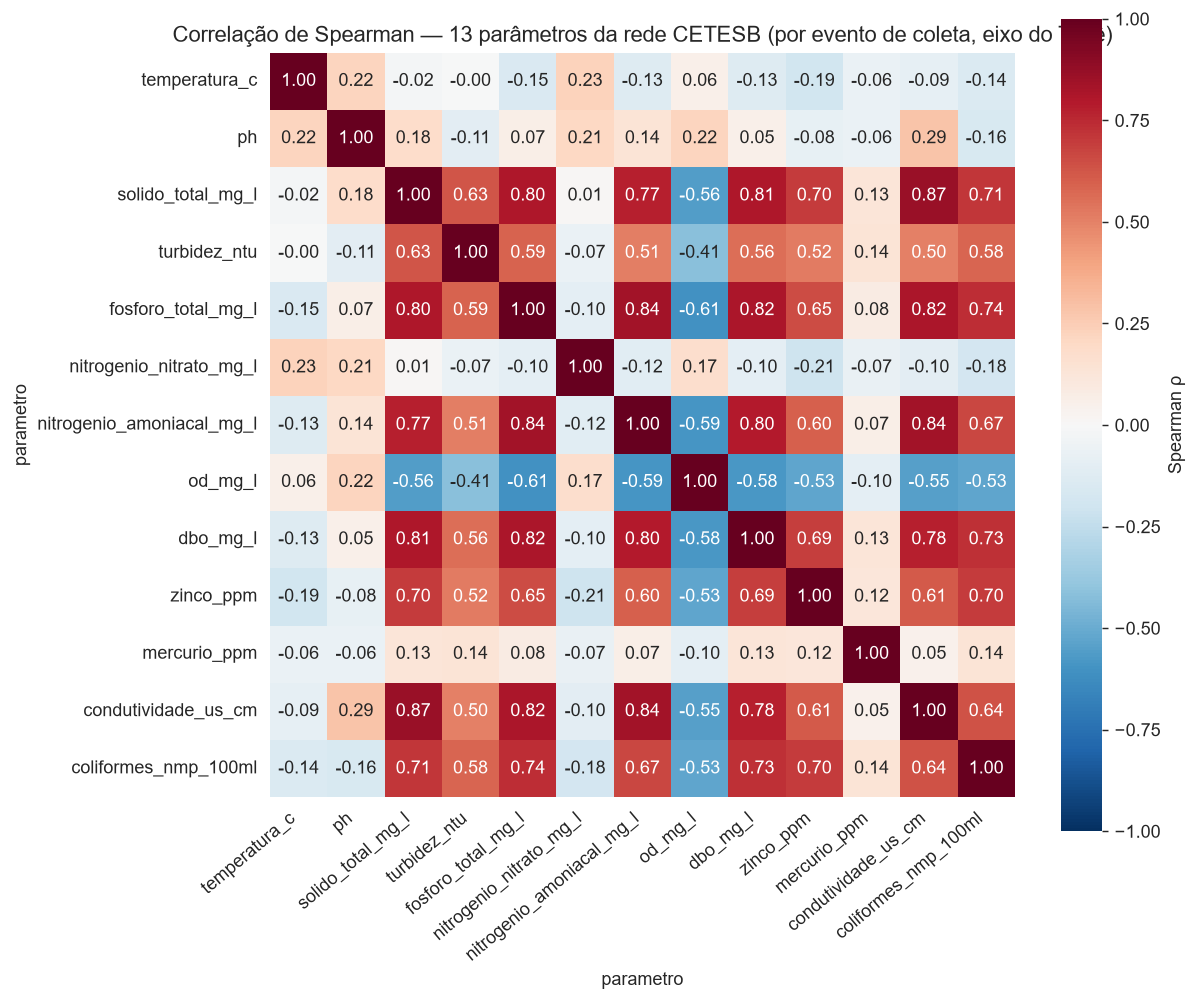 Correlação de Spearman — 13 parâmetros da rede CETESB (por evento de coleta, eixo do T e)
1.00
temperatura_c 1.00 0.22 -0.02 -0.00 -0.15 0.23 -0.13 0.06 -0.13 -0.19 -0.06 -0.09 -0.14
0.75
ph 0.22 1.00 0.18 -0.11 0.07 0.21 0.14 0.22 0.05 -0.08 -0.06 0.29 -0.16
solido_total_mg_l -0.02 0.18 1.00 0.63 0.80 0.01 0.77 -0.56 0.81 0.70 0.13 0.87 0.71
0.50
turbidez_ntu -0.00 -0.11 0.63 1.00 0.59 -0.07 0.51 -0.41 0.56 0.52 0.14 0.50 0.58
fosforo_total_mg_l -0.15 0.07 0.80 0.59 1.00 -0.10 0.84 -0.61 0.82 0.65 0.08 0.82 0.74
0.25
nitrogenio_nitrato_mg_l 0.23 0.21 0.01 -0.07 -0.10 1.00 -0.12 0.17 -0.10 -0.21 -0.07 -0.10 -0.18
nitrogenio_amoniacal_mg_l -0.13 0.14 0.77 0.51 0.84 -0.12 1.00 -0.59 0.80 0.60 0.07 0.84 0.67
0.00
od_mg_l 0.06 0.22 -0.56 -0.41 -0.61 0.17 -0.59 1.00 -0.58 -0.53 -0.10 -0.55 -0.53
−0.25
dbo_mg_l -0.13 0.05 0.81 0.56 0.82 -0.10 0.80 -0.58 1.00 0.69 0.13 0.78 0.73
zinco_ppm -0.19 -0.08 0.70 0.52 0.65 -0.21 0.60 -0.53 0.69 1.00 0.12 0.61 0.70
−0.50
mercurio_ppm -0.06 -0.06 0.13 0.14 0.08 -0.07 0.07 -0.10 0.13 0.12 1.00 0.05 0.14
condutividade_us_cm -0.09 0.29 0.87 0.50 0.82 -0.10 0.84 -0.55 0.78 0.61 0.05 1.00 0.64
−0.75
coliformes_nmp_100ml -0.14 -0.16 0.71 0.58 0.74 -0.18 0.67 -0.53 0.73 0.70 0.14 0.64 1.00
−1.00
parametro
Spearman ρ
temperatura_c
ph
solido_total_mg_l
turbidez_ntu
fosforo_total_mg_l
nitrogenio_nitrato_mg_l
nitrogenio_amoniacal_mg_l
od_mg_l
dbo_mg_l
zinco_ppm
mercurio_ppm
condutividade_us_cm
coliformes_nmp_100ml
parametro